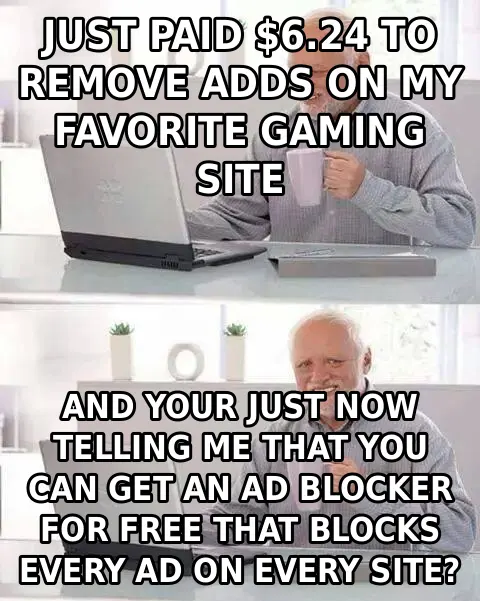 JUST PAID $6.24 TO
REMOVE ADDS ON MY
FAVORITE GAMING
SITE
AND YOUR JUST NOW
TELLING ME THAT YOU
CAN GET AN AD BLOCKER
FOR FREE THAT BLOCKS
EVERY AD ON EVERY SITE?